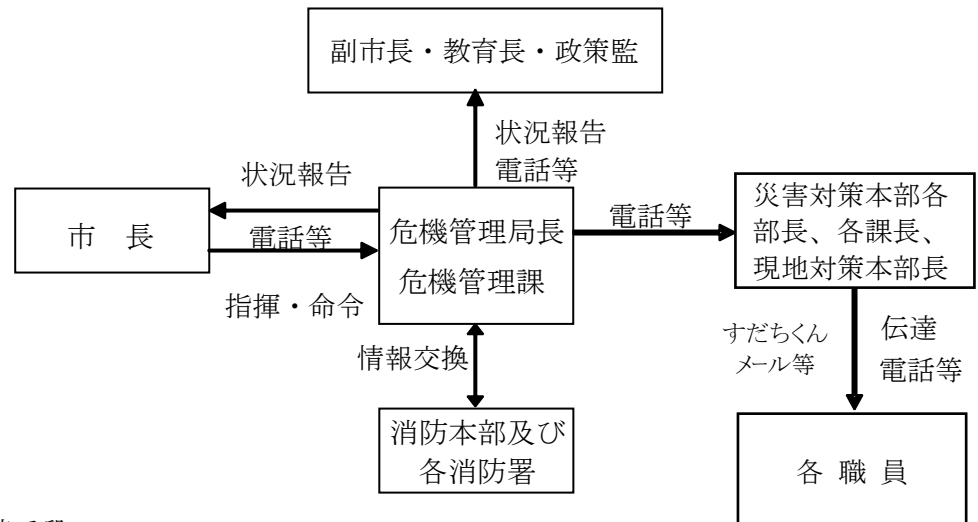 副市長・教育長・政策監
状況報告
電話等
状況報告
市 長
電話等
指揮・命令
危機管理局長
危機管理課
電話等
災害対策本部各
部長、各課長、
現地対策本部長
情報交換
すだちくん
メール等
伝達
電話等
消防本部及び
各消防署
各 職 員